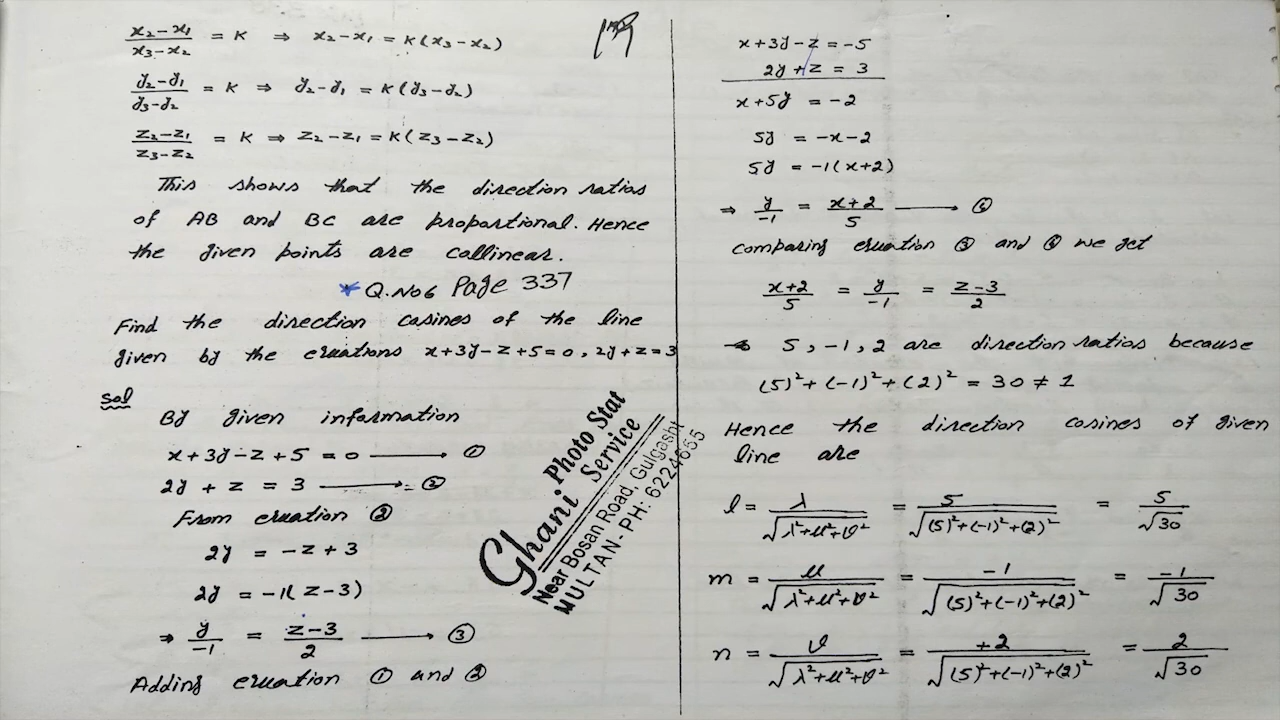 x₂-x₁/x₃-x₂ = K ⇒ x₂-x₁ = K(x₃-x₂)
y₂-y₁/y₃-y₂ = K ⇒ y₂-y₁ = K(y₃-y₂)
z₂-z₁/z₃-z₂ = K ⇒ z₂-z₁ = K(z₃-z₂)
This shows that the direction ratios
of AB and BC are proportional. Hence
the given points are collinear.
* Q.No6 Page 337
Find the direction cosines of the line
given by the equations x+3y-z+5=0, 2y+z=3
Sol
By given information
x+3y-z+5 = 0 ⟶ ①
2y + z = 3 ⟶ ②
From equation ②
2y = -z+3
2y = -1(z-3)
⇒ y/-1 = z-3/2 ⟶ ③
Adding equation ① and ②
Ghani Photo Stat
Service
Near Bosan Road, Gulgasht
MULTAN-PH: 6224655
x+3y-z = -5
2y+z = 3
x+5y = -2
5y = -x-2
5y = -1(x+2)
⇒ y/-1 = x+2/5 ⟶ ④
comparing equation ③ and ④ we get
x+2/5 = y/-1 = z-3/2
⇒ 5, -1, 2 are direction ratios because
(5)²+(-1)²+(2)² = 30 ≠ 1
Hence the direction cosines of given
line are
l = λ/√λ²+μ²+ν² = 5/√(5)²+(-1)²+(2)² = 5/√30
m = μ/√λ²+μ²+ν² = -1/√(5)²+(-1)²+(2)² = -1/√30
n = ν/√λ²+μ²+ν² = +2/√(5)²+(-1)²+(2)² = 2/√30